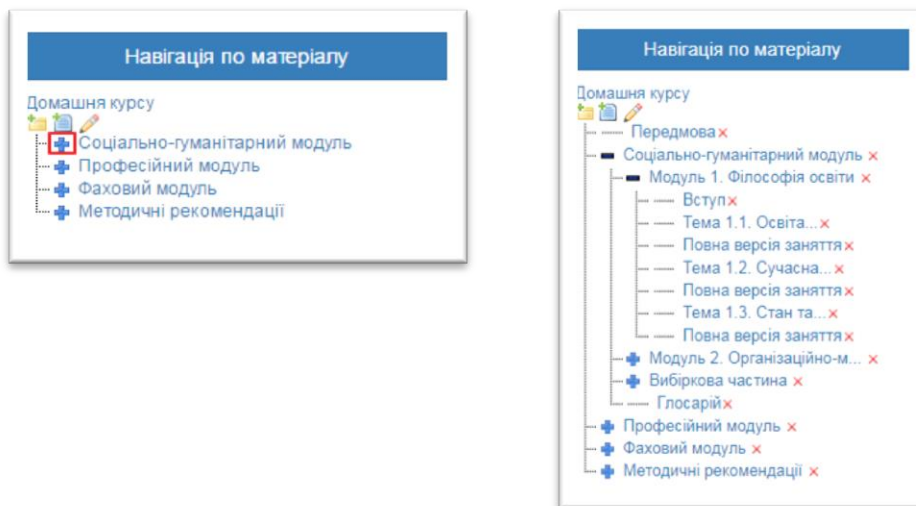 Навігація по матеріалу
Домашня курсу
Соціально-гуманітарний модуль
Професійний модуль
Фаховий модуль
Методичні рекомендації
Навігація по матеріалу
Домашня курсу
Передмова
Соціально-гуманітарний модуль
Модуль 1. Філософія освіти
Вступ
Тема 1.1. Освіта...
Повна версія заняття
Тема 1.2. Сучасна...
Повна версія заняття
Тема 1.3. Стан та...
Повна версія заняття
Модуль 2. Організаційно-м...
Вибіркова частина
Глосарій
Професійний модуль
Фаховий модуль
Методичні рекомендації